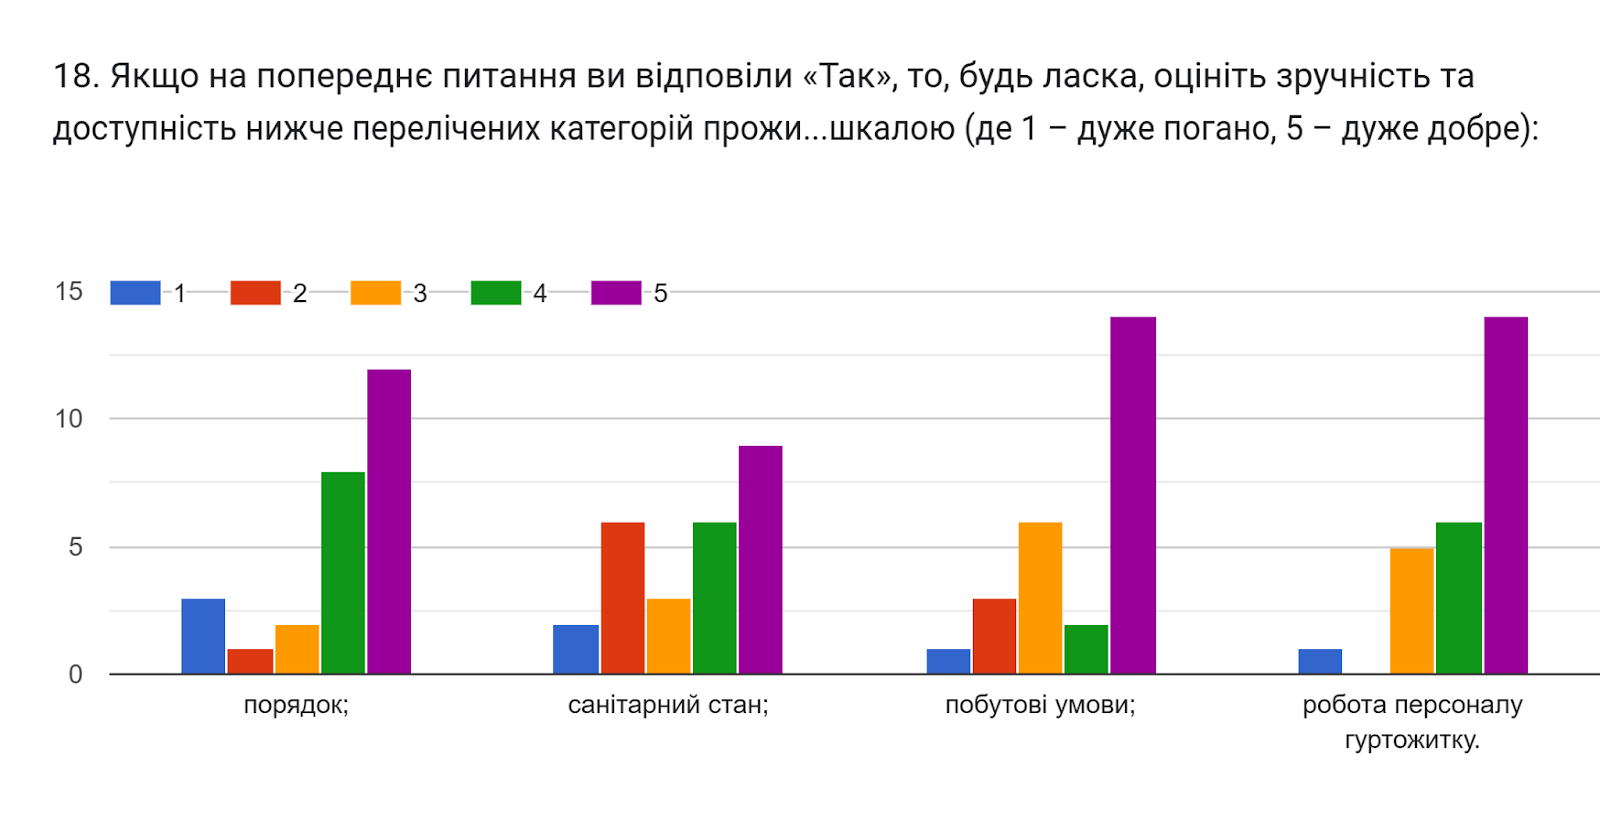 18. Якщо на попереднє питання ви відповіли «Так», то, будь ласка, оцініть зручність та
доступність нижче перелічених категорій прожи...шкалою (де 1 – дуже погано, 5 – дуже добре):
15
1
2
3
4
5
10
5
0
порядок;
санітарний стан;
побутові умови;
робота персоналу
гуртожитку.